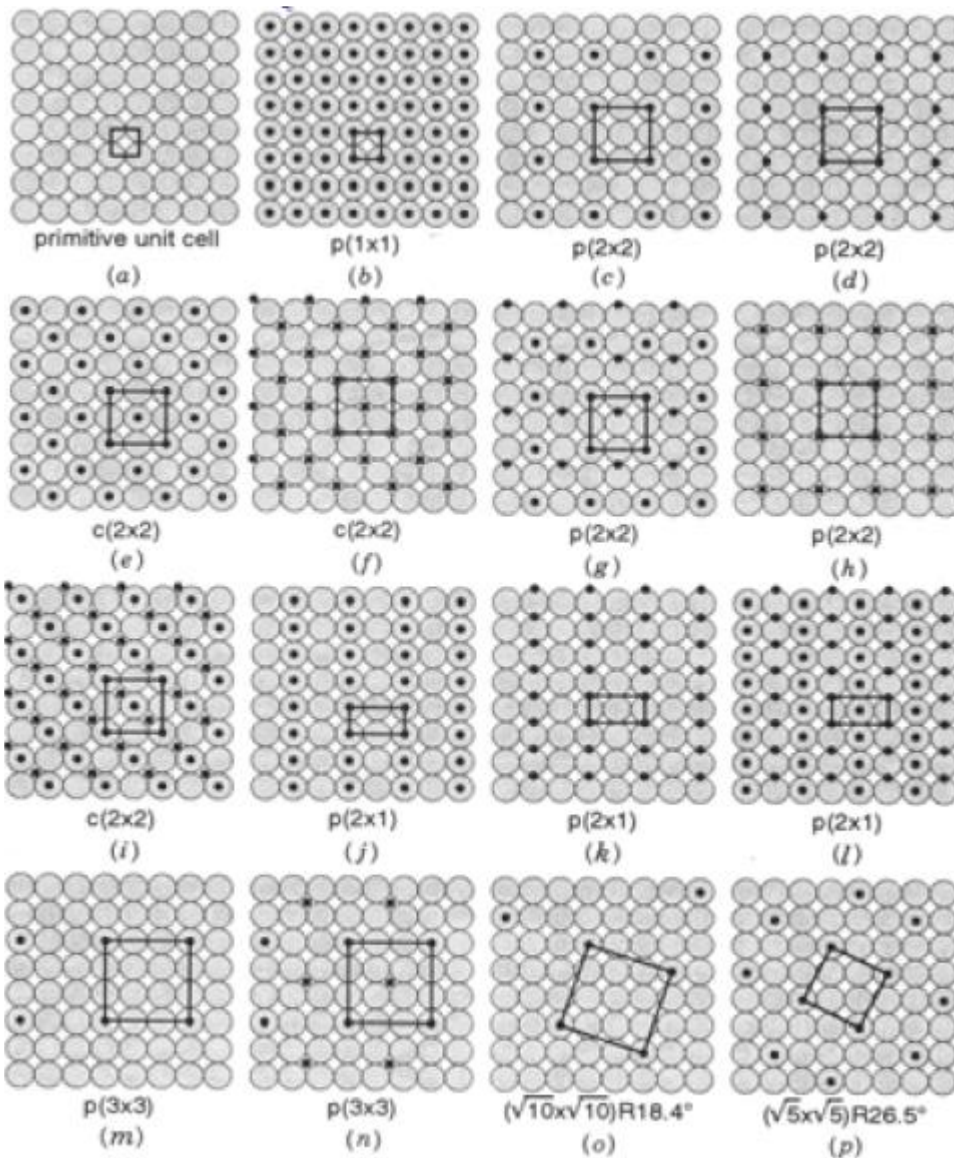 primitive unit cell p(1x1) p(2x2) p(2x2)
(a) (b) (c) (d)
c(2x2) c(2x2) p(2x2) p(2x2)
(e) (f) (g) (h)
c(2x2) p(2x1) p(2x1) p(2x1)
(i) (j) (k) (l)
p(3x3) p(3x3) (√10x√10)R18.4° (√5x√5)R26.5°
(m) (n) (o) (p)